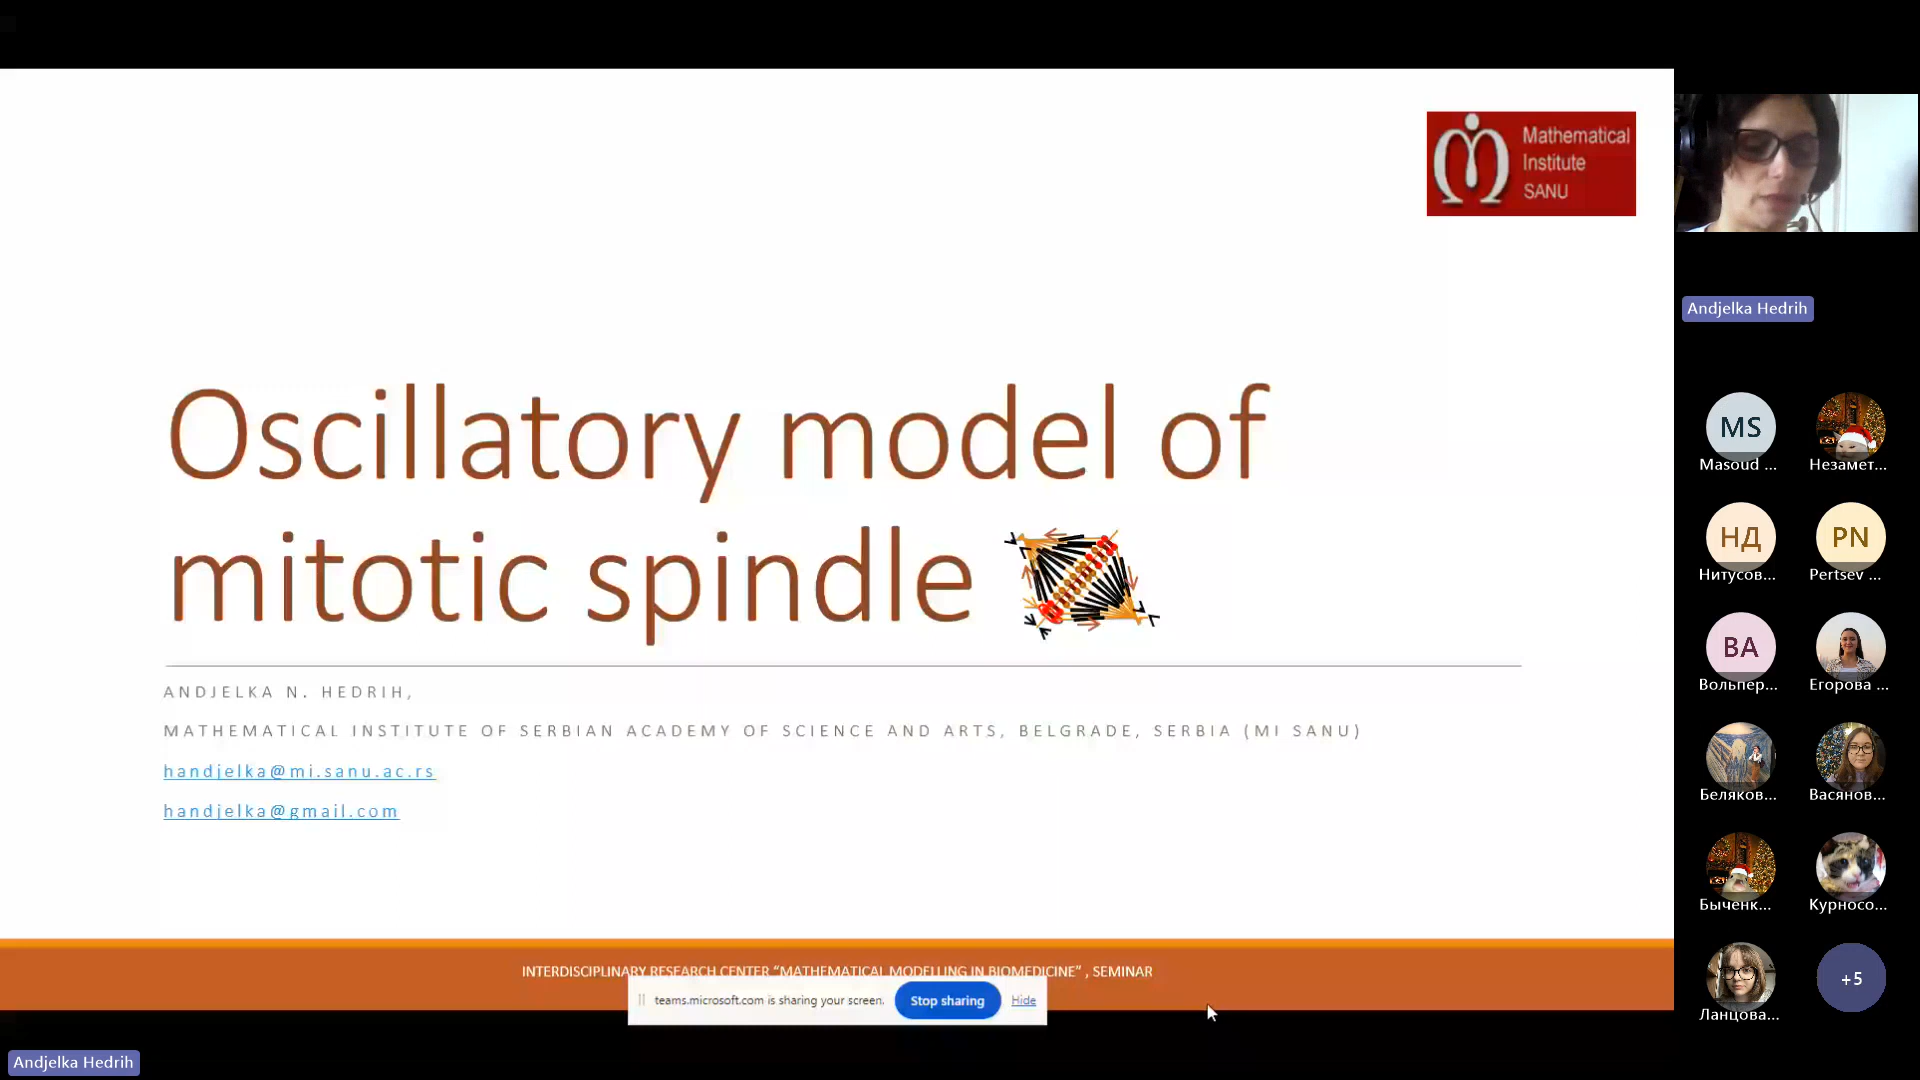 Mathematical
Institute
SANU
Oscillatory model of
mitotic spindle
ANDJELKA N. HEDRIH,
MATHEMATICAL INSTITUTE OF SERBIAN ACADEMY OF SCIENCE AND ARTS, BELGRADE, SERBIA (MI SANU)
handjelka@mi.sanu.ac.rs
handjelka@gmail.com
INTERDISCIPLINARY RESEARCH CENTER “MATHEMATICAL MODELLING IN BIOMEDICINE” , SEMINAR
teams.microsoft.com is sharing your screen.
Stop sharing
Hide
Andjelka Hedrih
Andjelka Hedrih
MS
Masoud ...
Незамет...
НД
Нитусов...
PN
Pertsev ...
ВА
Вольпер...
Егорова ...
Беляков...
Васянов...
Быченк...
Курносо...
Ланцова...
+5